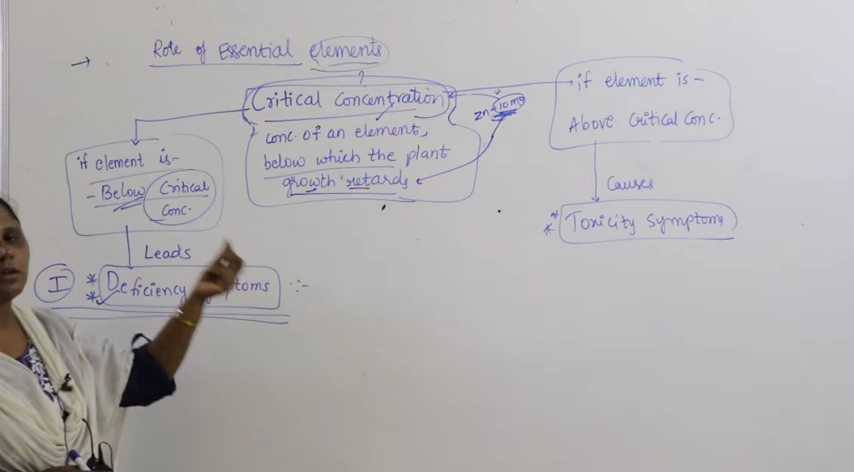 → Role of Essential elements
?
Critical Concentration
conc. of an element,
below which the plant
growth retards
Zn - 10 mg
if element is -
Above Critical Conc.
Causes
** Toxicity Symptoms
if element is -
- Below Critical
Conc.
Leads
I ** Deficiency Symptoms :-